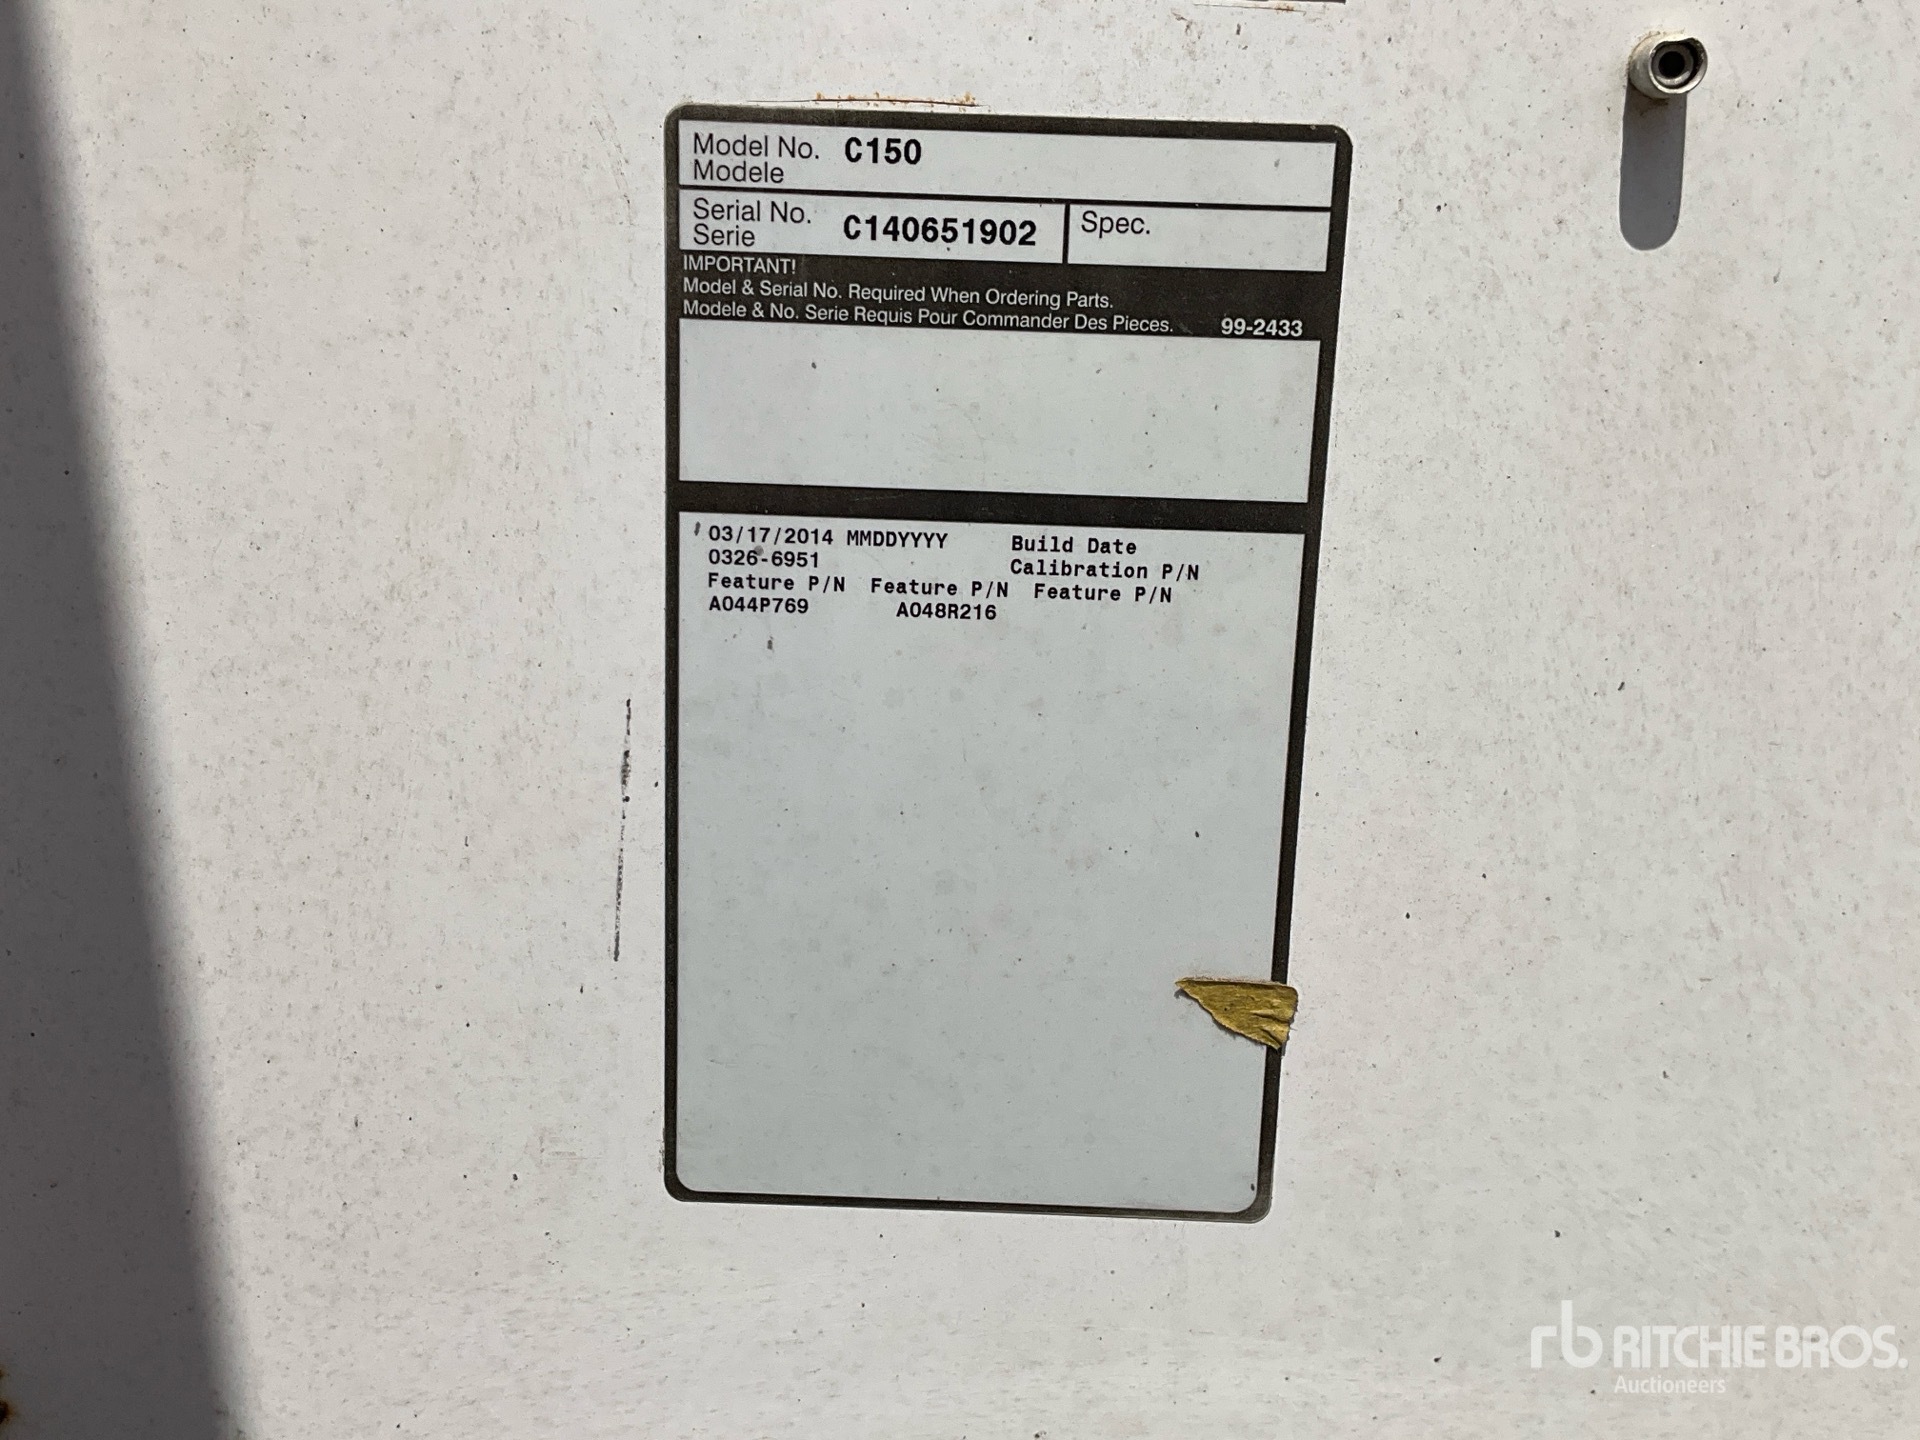 Model No. C150
Modele
Serial No. C140651902 Spec.
Serie
IMPORTANT!
Model & Serial No. Required When Ordering Parts.
Modele & No. Serie Requis Pour Commander Des Pieces. 99-2433
03/17/2014 MMDDYYYY Build Date
0326-6951 Calibration P/N
Feature P/N Feature P/N Feature P/N
A044P769 A048R216
rb RITCHIE BROS.
Auctioneers